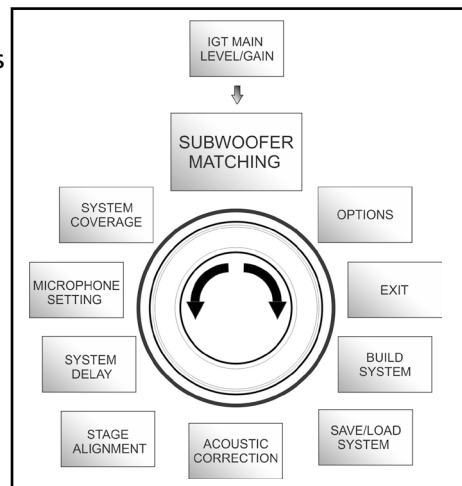 s
IGT MAIN
LEVEL/GAIN
SUBWOOFER
MATCHING
SYSTEM
COVERAGE
OPTIONS
MICROPHONE
SETTING
EXIT
SYSTEM
DELAY
BUILD
SYSTEM
STAGE
ALIGNMENT
ACOUSTIC
CORRECTION
SAVE/LOAD
SYSTEM